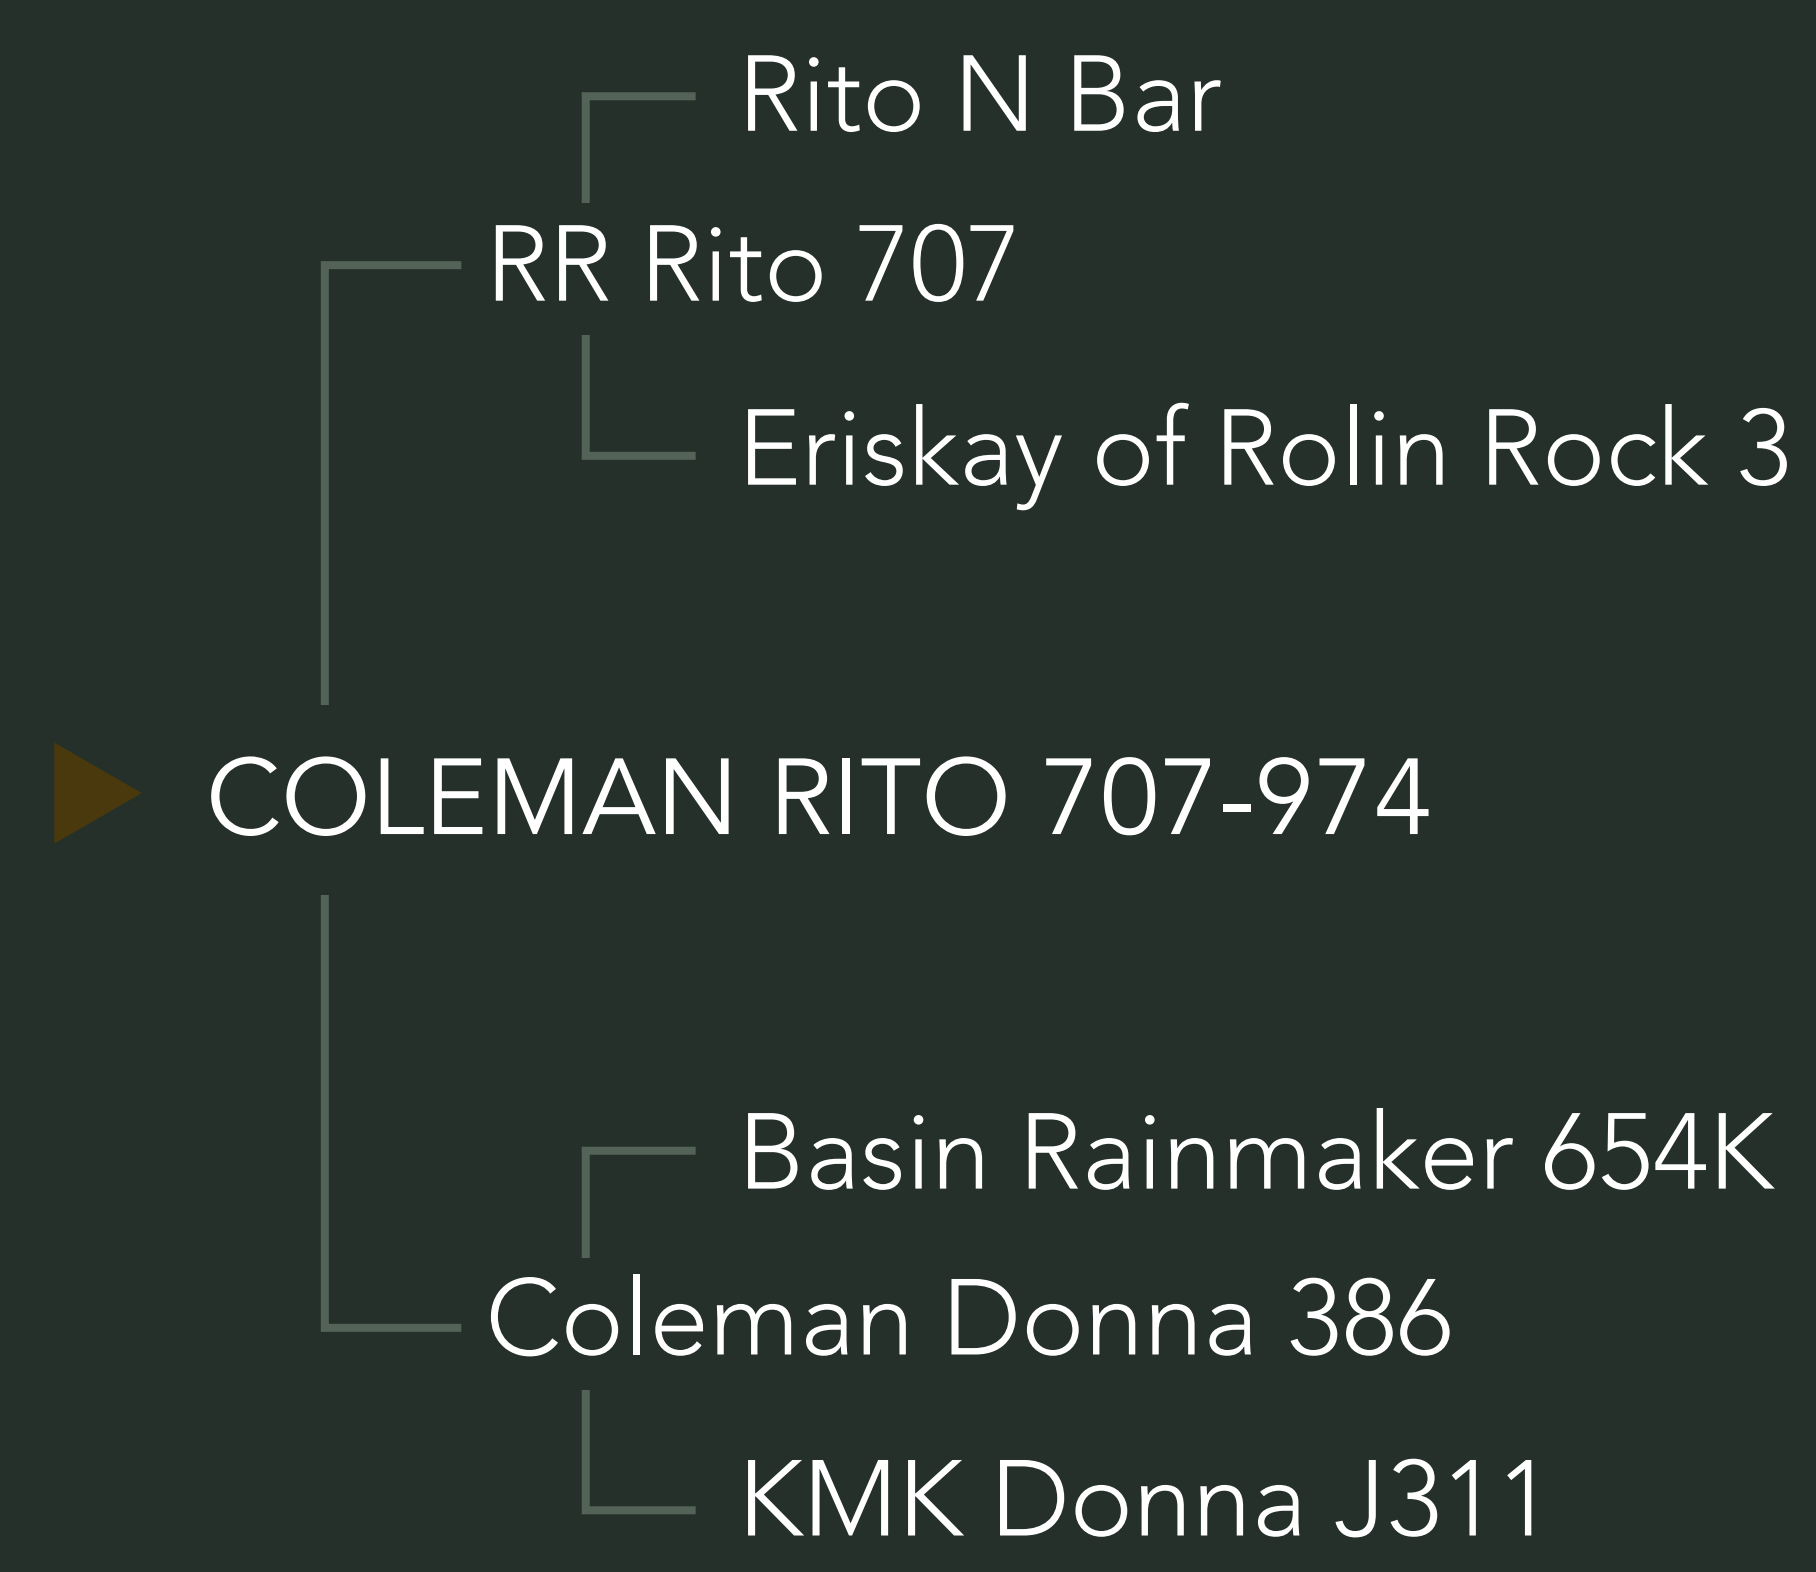 Rito N Bar
RR Rito 707
Eriskay of Rolin Rock 3
COLEMAN RITO 707-974
Basin Rainmaker 654K
Coleman Donna 386
KMK Donna J311